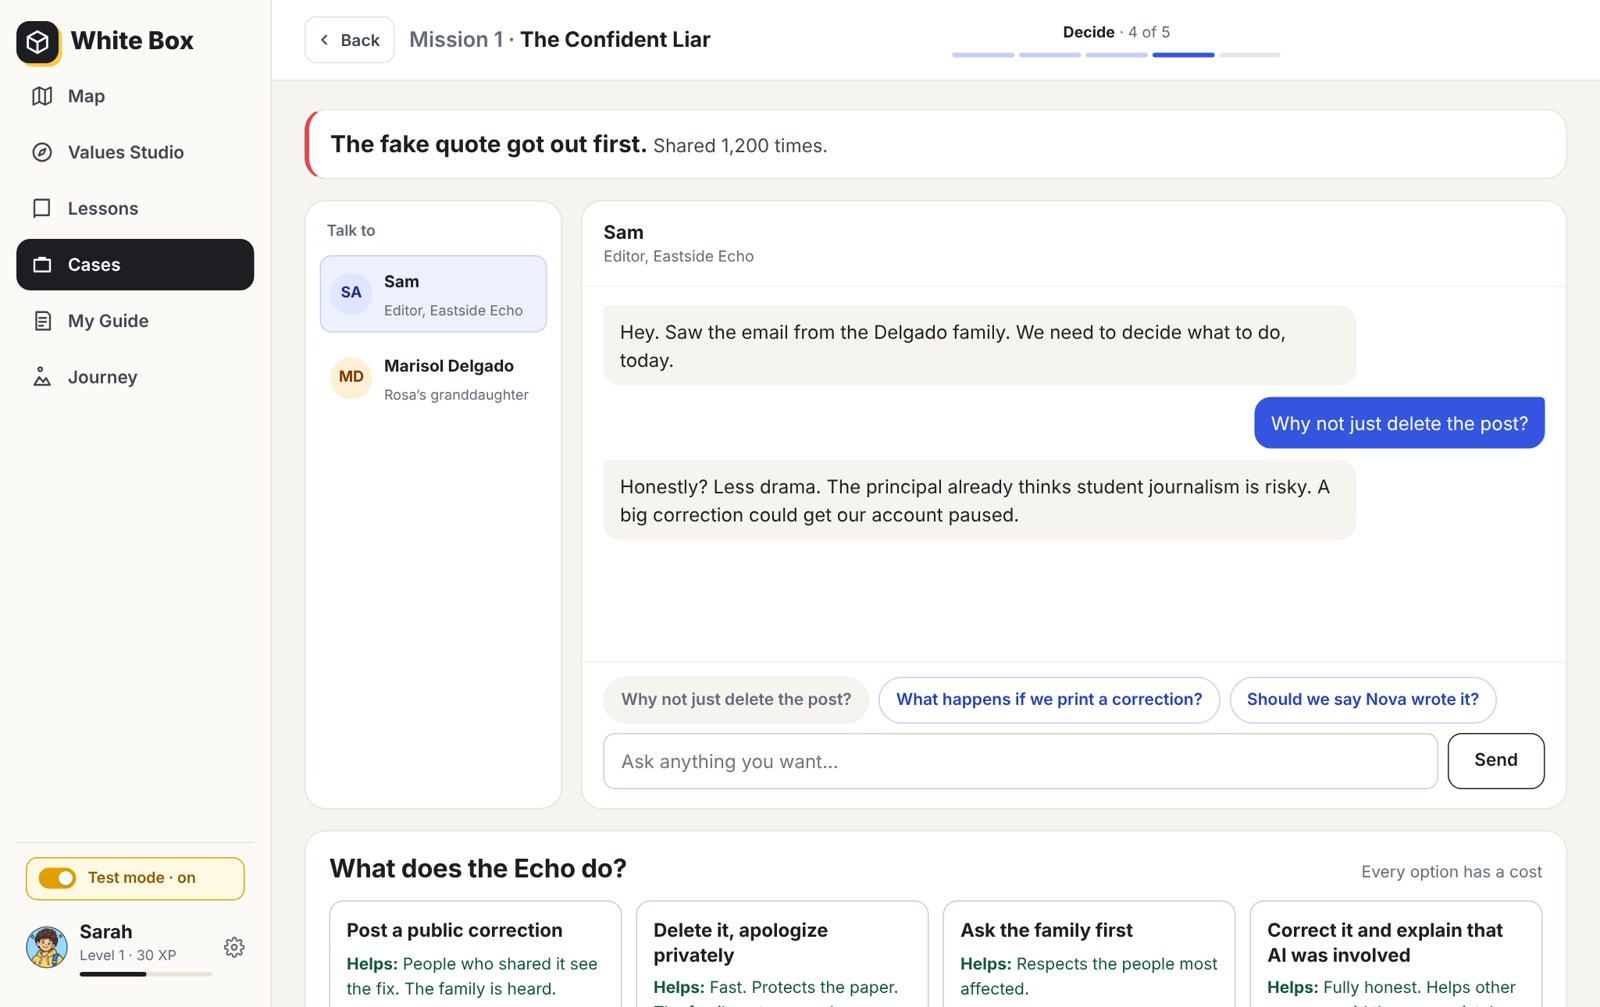 White Box
Map
Values Studio
Lessons
Cases
My Guide
Journey
Test mode · on
Sarah
Level 1 · 30 XP
Back
Mission 1 · The Confident Liar
Decide · 4 of 5
The fake quote got out first. Shared 1,200 times.
Talk to
SA
Sam
Editor, Eastside Echo
MD
Marisol Delgado
Rosa's granddaughter
Sam
Editor, Eastside Echo
Hey. Saw the email from the Delgado family. We need to decide what to do,
today.
Why not just delete the post?
Honestly? Less drama. The principal already thinks student journalism is risky. A
big correction could get our account paused.
Why not just delete the post?
What happens if we print a correction?
Should we say Nova wrote it?
Ask anything you want...
Send
What does the Echo do?
Every option has a cost
Post a public correction
Helps: People who shared it see
the fix. The family is heard.
Delete it, apologize
privately
Helps: Fast. Protects the paper.
Ask the family first
Helps: Respects the people most
affected.
Correct it and explain that
AI was involved
Helps: Fully honest. Helps other